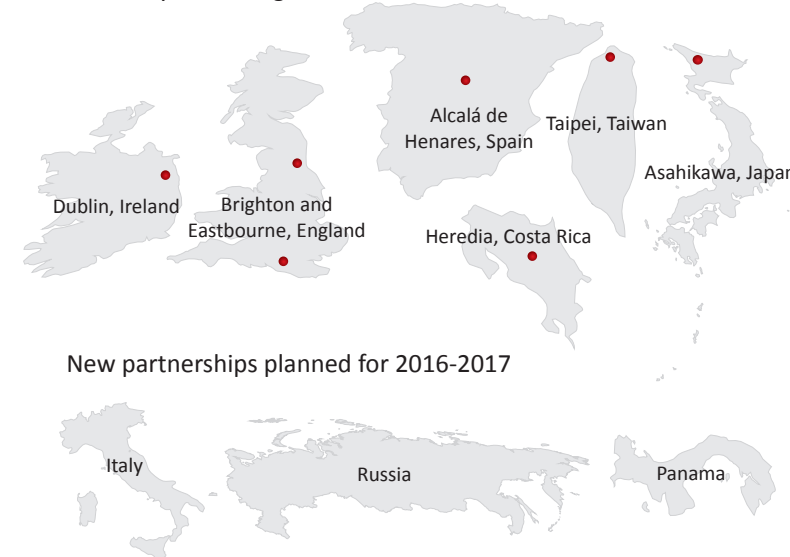 Dublin, Ireland
Brighton and
Eastbourne, England
Alcalá de
Henares, Spain
Taipei, Taiwan
Asahikawa, Japan
Heredia, Costa Rica
New partnerships planned for 2016-2017
Italy
Russia
Panama